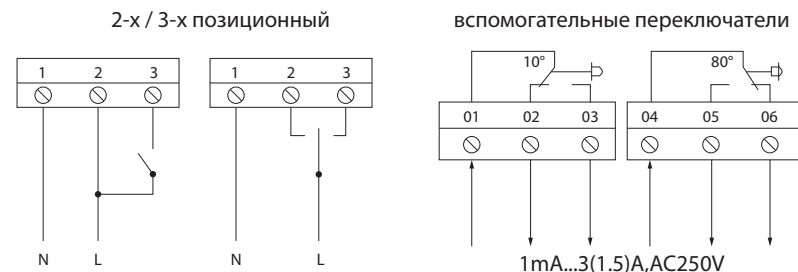 2-х / 3-х позиционный
вспомогательные переключатели
1 2 3
1 2 3
10°
80°
01 02 03
04 05 06
N L
N L
1mA...3(1.5)A,AC250V